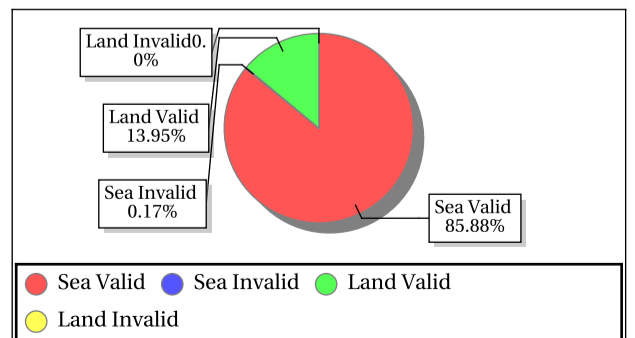 Land Invalid0.
0%
Land Valid
13.95%
Sea Invalid
0.17%
Sea Valid
85.88%
Sea Valid Sea Invalid Land Valid
Land Invalid